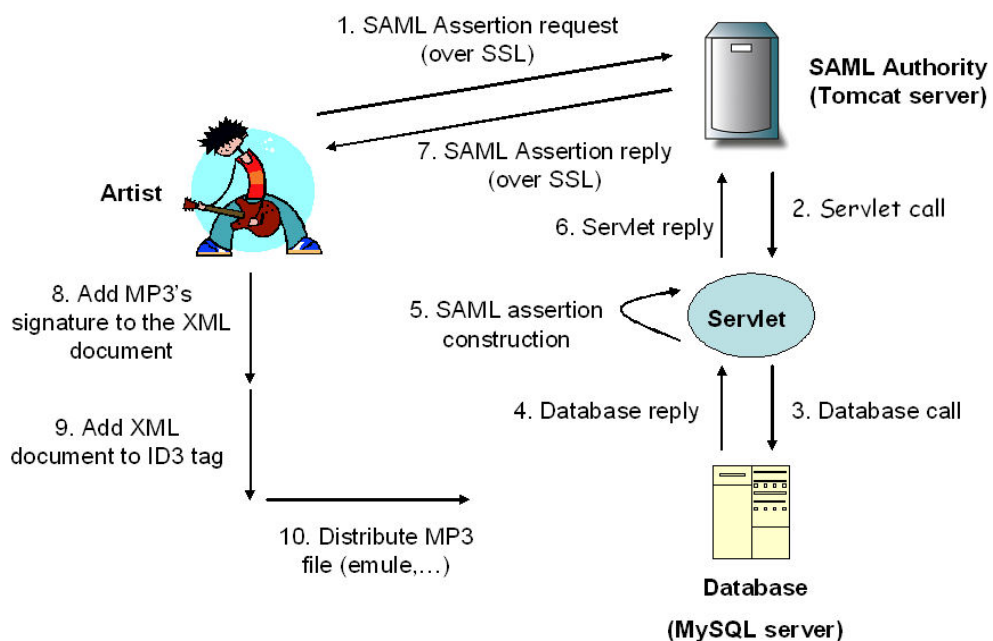 1. SAML Assertion request
(over SSL)
SAML Authority
(Tomcat server)
7. SAML Assertion reply
(over SSL)
Artist
2. Servlet call
6. Servlet reply
8. Add MP3's
signature to the XML
document
5. SAML assertion
construction
Servlet
4. Database reply
3. Database call
9. Add XML
document to ID3 tag
10. Distribute MP3
file (emule,...)
Database
(MySQL server)